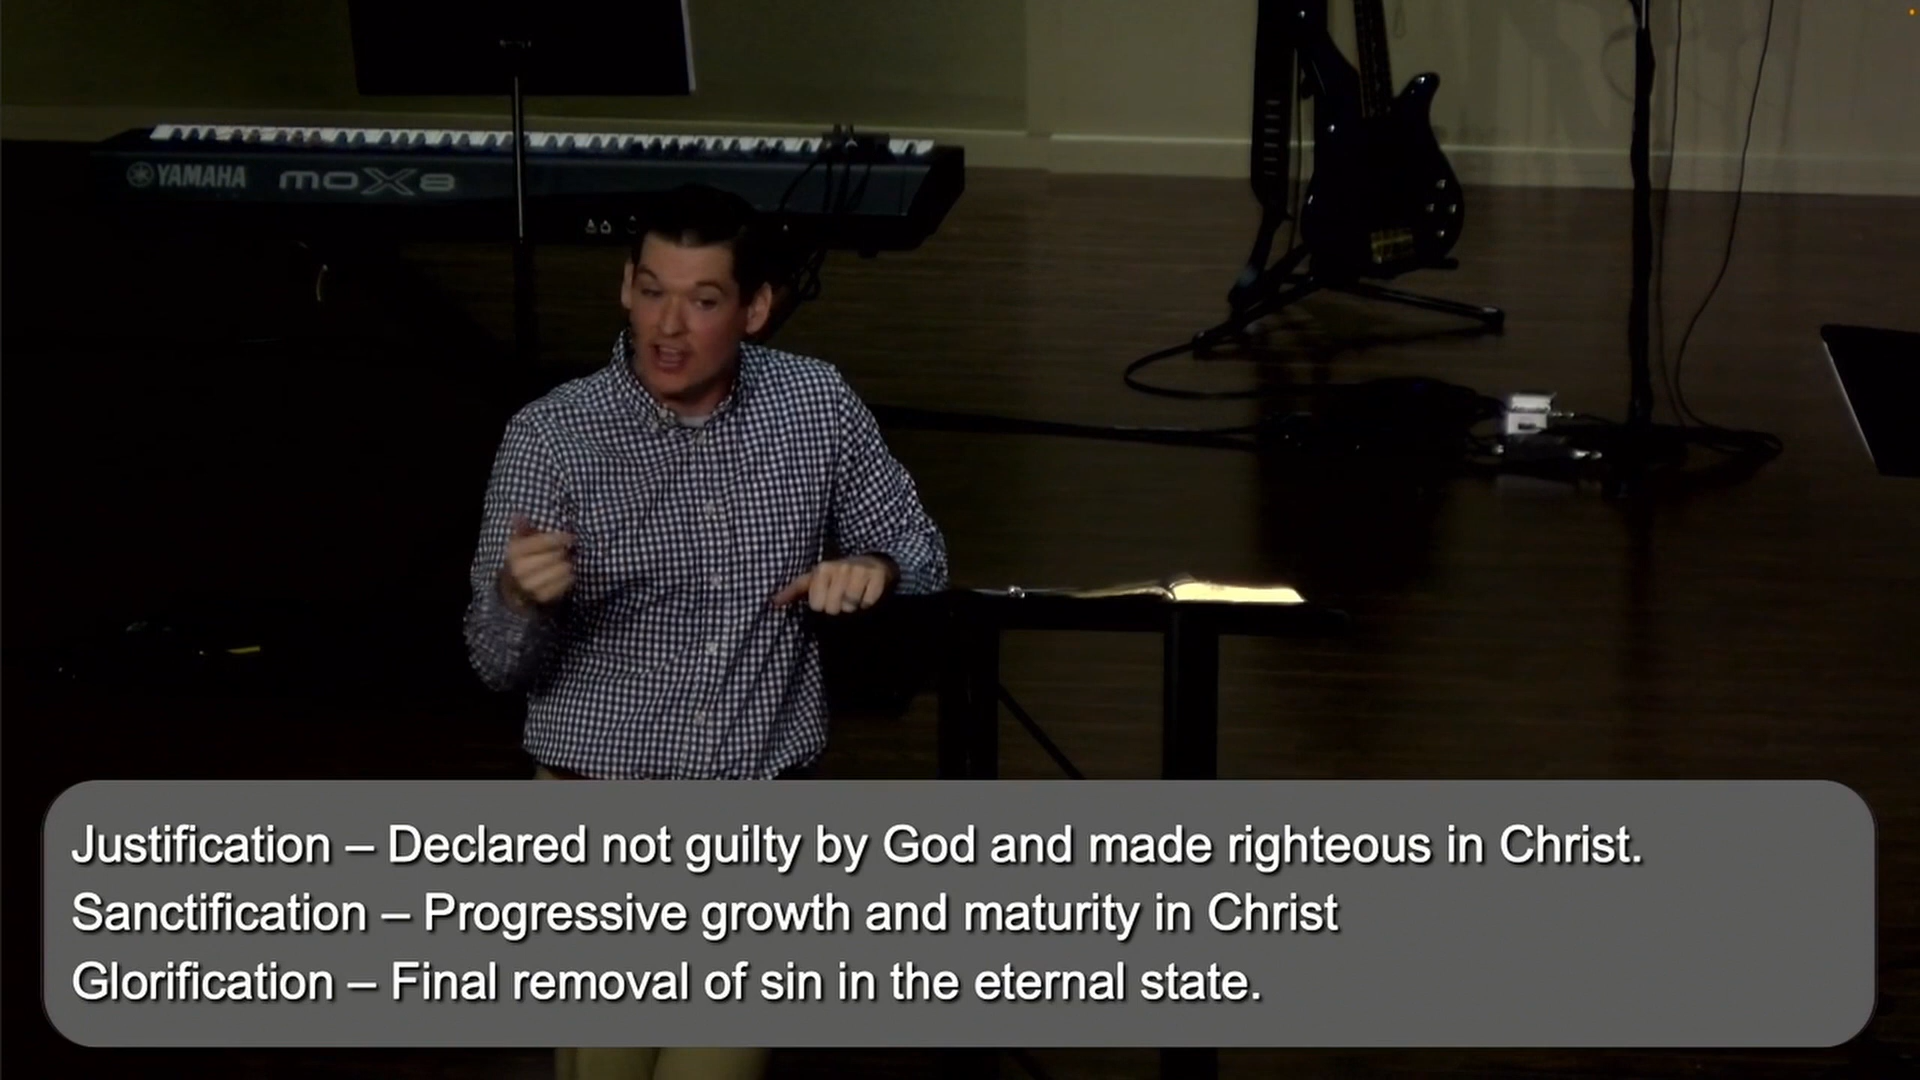 YAMAHA MOX8
Justification – Declared not guilty by God and made righteous in Christ.
Sanctification – Progressive growth and maturity in Christ
Glorification – Final removal of sin in the eternal state.